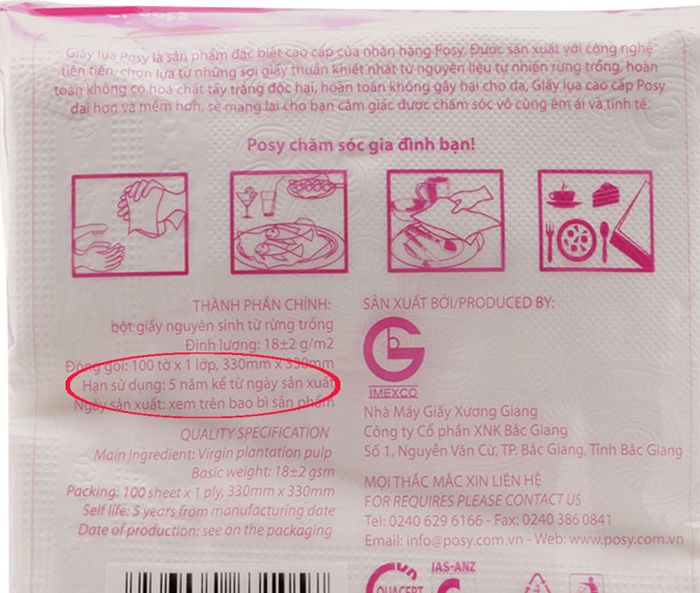 Giấy lụa Posy là sản phẩm đặc biệt cao cấp của nhãn hàng Posy. Được sản xuất với công nghệ
tiên tiến, chọn lựa từ những sợi giấy thuần khiết nhất từ nguyên liệu tự nhiên rừng trồng, hoàn
toàn không có hoá chất tẩy trắng độc hại, hoàn toàn không gây hại cho da, Giấy lụa cao cấp Posy
dai hơn và mềm hơn, sẽ mang lại cho bạn cảm giác được chăm sóc vô cùng êm ái và tinh tế.
Posy chăm sóc gia đình bạn!
THÀNH PHẦN CHÍNH:
bột giấy nguyên sinh từ rừng trồng
Định lượng: 18±2 g/m2
Đóng gói: 100 tờ x 1 lớp, 330mm x 330mm
Hạn sử dụng: 5 năm kể từ ngày sản xuất
Ngày sản xuất: xem trên bao bì sản phẩm
QUALITY SPECIFICATION
Main Ingredient: Virgin plantation pulp
Basic weight: 18±2 gsm
Packing: 100 sheet x 1 ply, 330mm x 330mm
Self life: 5 years from manufacturing date
Date of production: see on the packaging
SẢN XUẤT BỞI/PRODUCED BY:
IMEXCO
Nhà Máy Giấy Xương Giang
Công ty Cổ phần XNK Bắc Giang
Số 1, Nguyễn Văn Cừ, TP. Bắc Giang, Tỉnh Bắc Giang
MỌI THẮC MẮC XIN LIÊN HỆ
FOR REQUIRES PLEASE CONTACT US
Tel: 0240 629 6166 - Fax: 0240 386 0841
Email: info@posy.com.vn - Web: www.posy.com.vn
QUACERT
JAS-ANZ